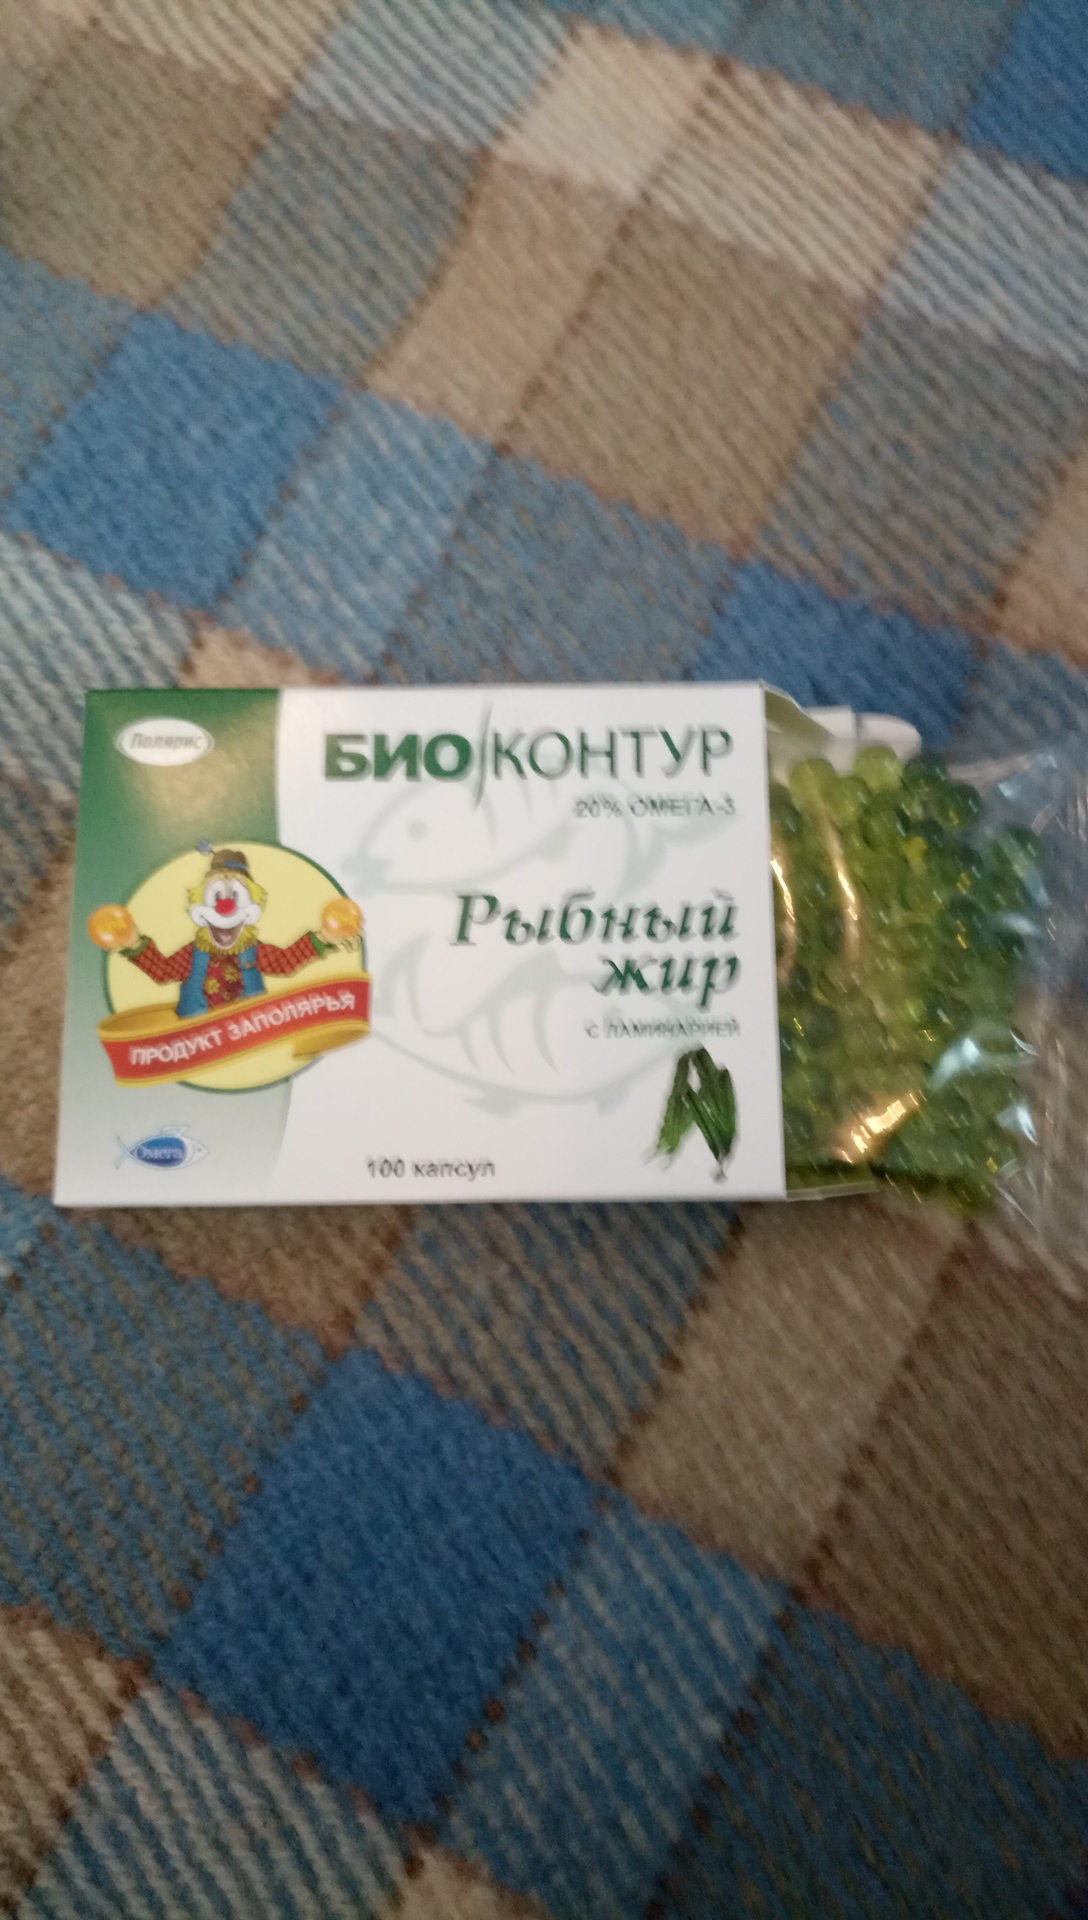 Полярис
БИО КОНТУР
20% ОМЕГА-3
Рыбный
жир
С ЛАМИНАРИЕЙ
ПРОДУКТ ЗАПОЛЯРЬЯ
Омега
100 капсул